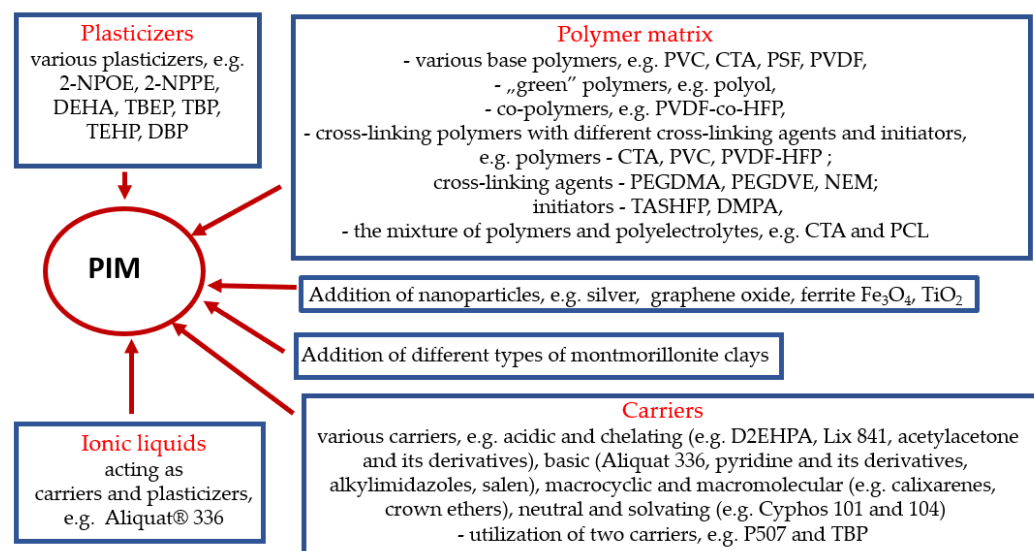 Plasticizers
various plasticizers, e.g.
2-NPOE, 2-NPPE,
DEHA, TBEP, TBP,
TEHP, DBP
Polymer matrix
- various base polymers, e.g. PVC, CTA, PSF, PVDF,
- „green” polymers, e.g. polyol,
- co-polymers, e.g. PVDF-co-HFP,
- cross-linking polymers with different cross-linking agents and initiators,
e.g. polymers - CTA, PVC, PVDF-HFP ;
cross-linking agents - PEGDMA, PEGDVE, NEM;
initiators - TASHFP, DMPA,
- the mixture of polymers and polyelectrolytes, e.g. CTA and PCL
PIM
Addition of nanoparticles, e.g. silver, graphene oxide, ferrite Fe₃O₄, TiO₂
Addition of different types of montmorillonite clays
Ionic liquids
acting as
carriers and plasticizers,
e.g. Aliquat® 336
Carriers
various carriers, e.g. acidic and chelating (e.g. D2EHPA, Lix 841, acetylacetone
and its derivatives), basic (Aliquat 336, pyridine and its derivatives,
alkylimidazoles, salen), macrocyclic and macromolecular (e.g. calixarenes,
crown ethers), neutral and solvating (e.g. Cyphos 101 and 104)
- utilization of two carriers, e.g. P507 and TBP